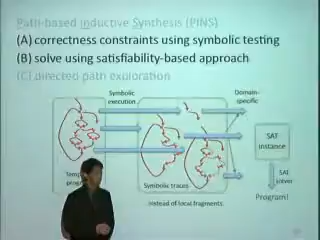 Path-based Inductive Synthesis (PINS)
(A) correctness constraints using symbolic testing
(B) solve using satisfiability-based approach
(C) directed path exploration
Symbolic
execution
Domain-
specific
SAT
instance
SAT
solver
Symbolic traces
Program!
instead of local fragments.